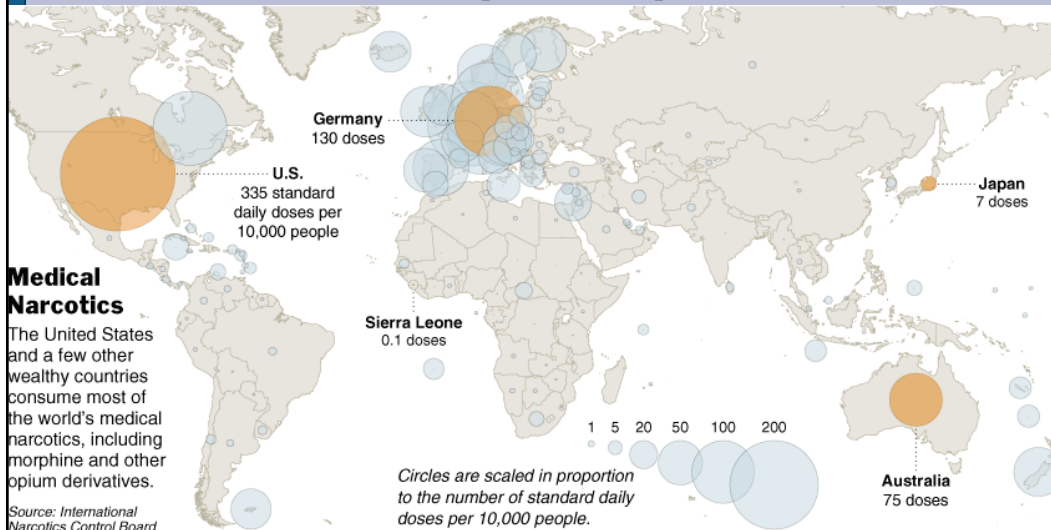 Germany
130 doses
U.S.
335 standard
daily doses per
10,000 people
Japan
7 doses
Medical
Narcotics
The United States
and a few other
wealthy countries
consume most of
the world's medical
narcotics, including
morphine and other
opium derivatives.
Source: International
Narcotics Control Board
Sierra Leone
0.1 doses
1 5 20 50 100 200
Circles are scaled in proportion
to the number of standard daily
doses per 10,000 people.
Australia
75 doses